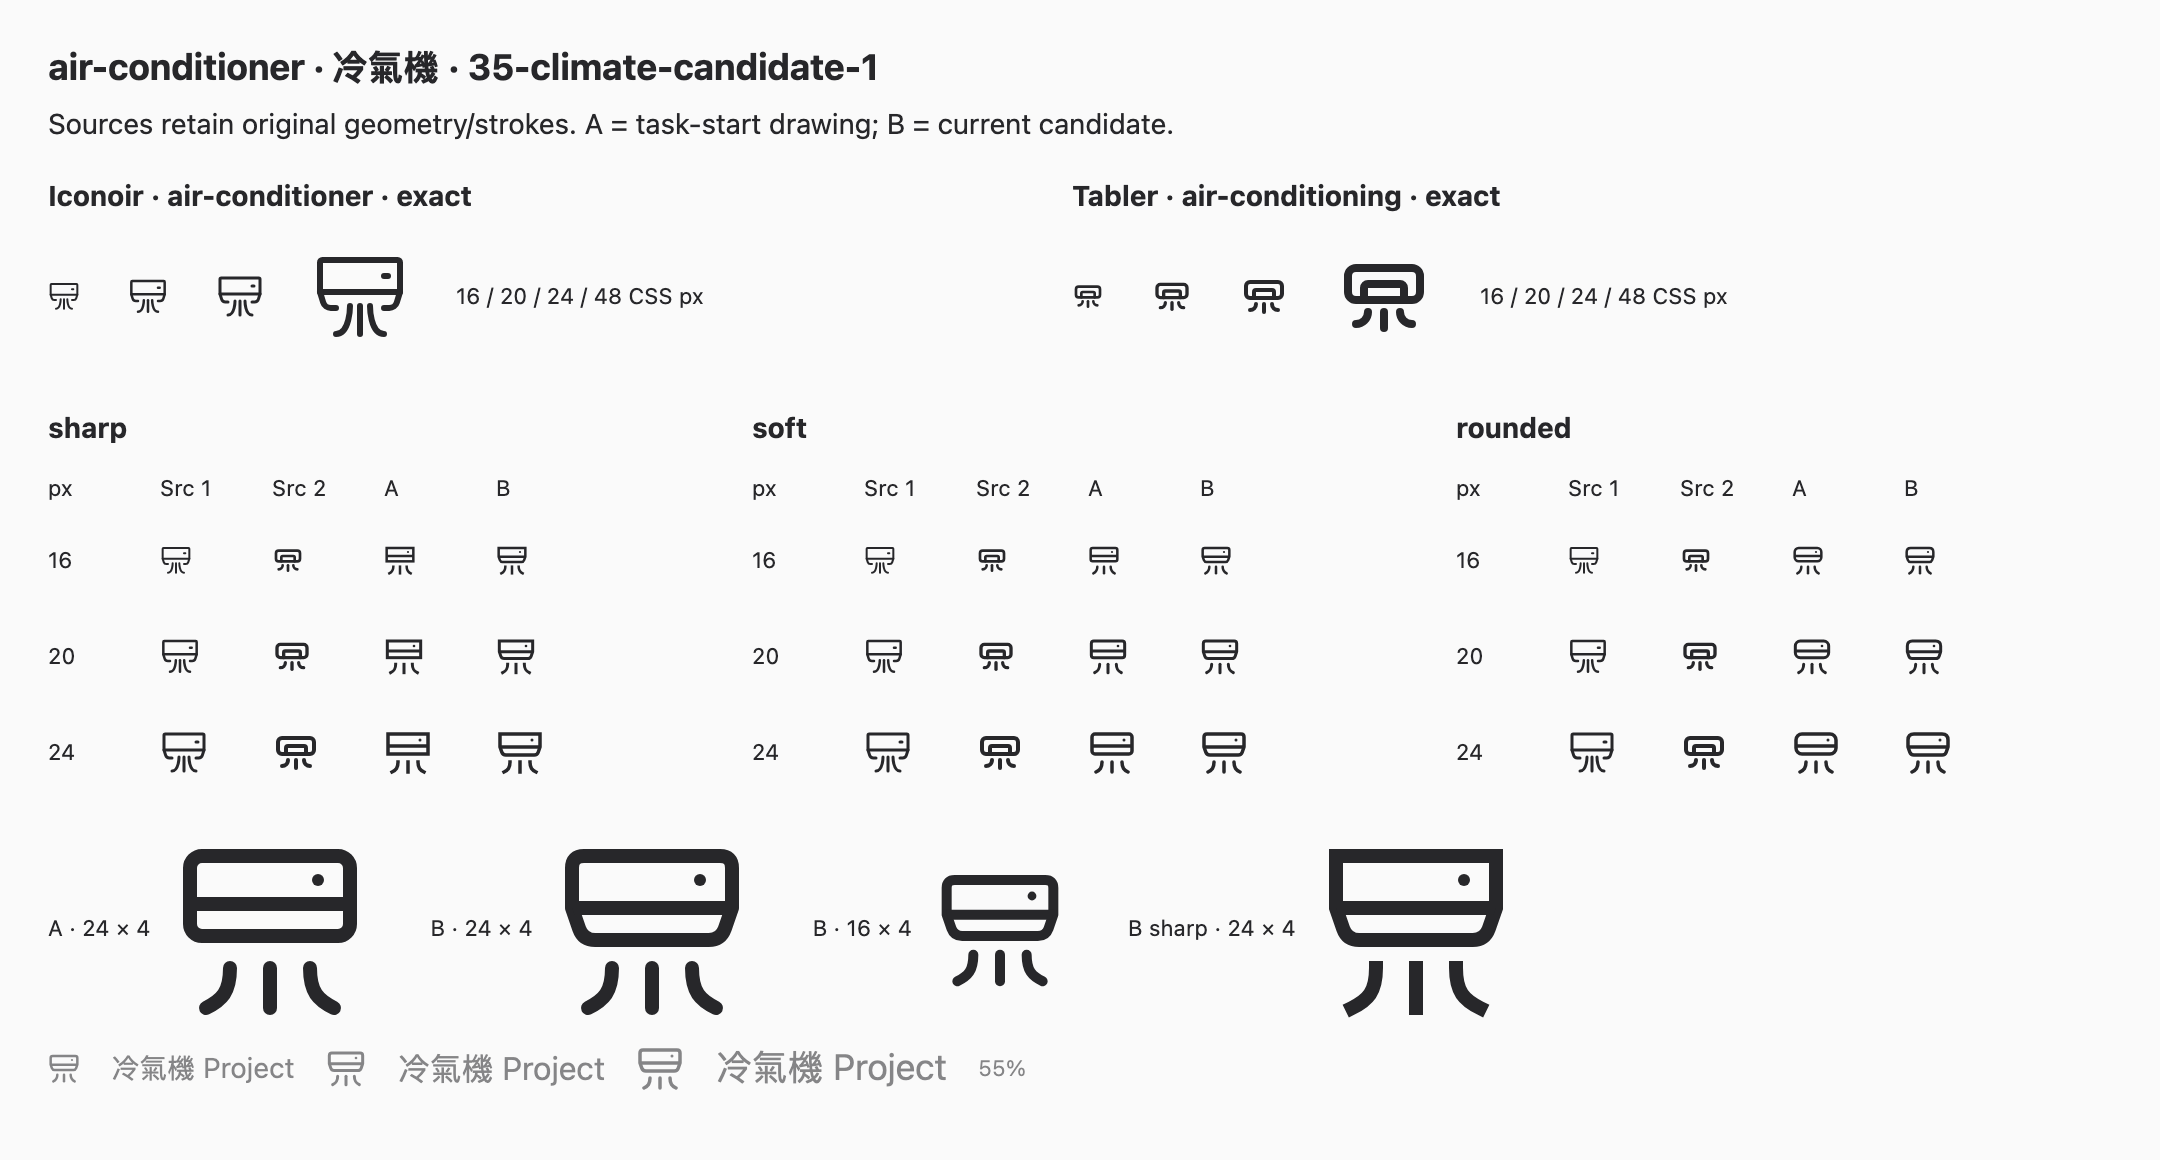 air-conditioner · 冷氣機 · 35-climate-candidate-1
Sources retain original geometry/strokes. A = task-start drawing; B = current candidate.
Iconoir · air-conditioner · exact
Tabler · air-conditioning · exact
16 / 20 / 24 / 48 CSS px
16 / 20 / 24 / 48 CSS px
sharp
soft
rounded
px Src 1 Src 2 A B
px Src 1 Src 2 A B
px Src 1 Src 2 A B
16
16
16
20
20
20
24
24
24
A · 24 × 4
B · 24 × 4
B · 16 × 4
B sharp · 24 × 4
冷氣機 Project
冷氣機 Project
冷氣機 Project
55%